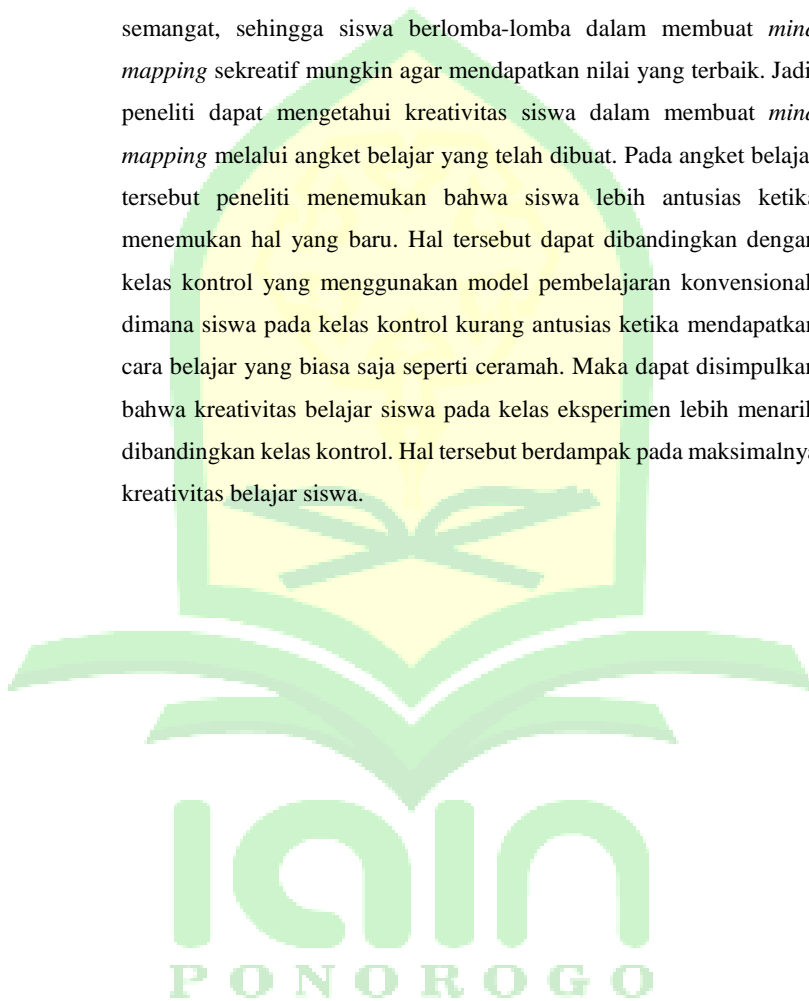 semangat, sehingga siswa berlomba-lomba dalam membuat mind
mapping sekreatif mungkin agar mendapatkan nilai yang terbaik. Jadi
peneliti dapat mengetahui kreativitas siswa dalam membuat mind
mapping melalui angket belajar yang telah dibuat. Pada angket belajar
tersebut peneliti menemukan bahwa siswa lebih antusias ketika
menemukan hal yang baru. Hal tersebut dapat dibandingkan dengan
kelas kontrol yang menggunakan model pembelajaran konvensional
dimana siswa pada kelas kontrol kurang antusias ketika mendapatkan
cara belajar yang biasa saja seperti ceramah. Maka dapat disimpulkan
bahwa kreativitas belajar siswa pada kelas eksperimen lebih menarik
dibandingkan kelas kontrol. Hal tersebut berdampak pada maksimalnya
kreativitas belajar siswa.
iain
PONOROGO